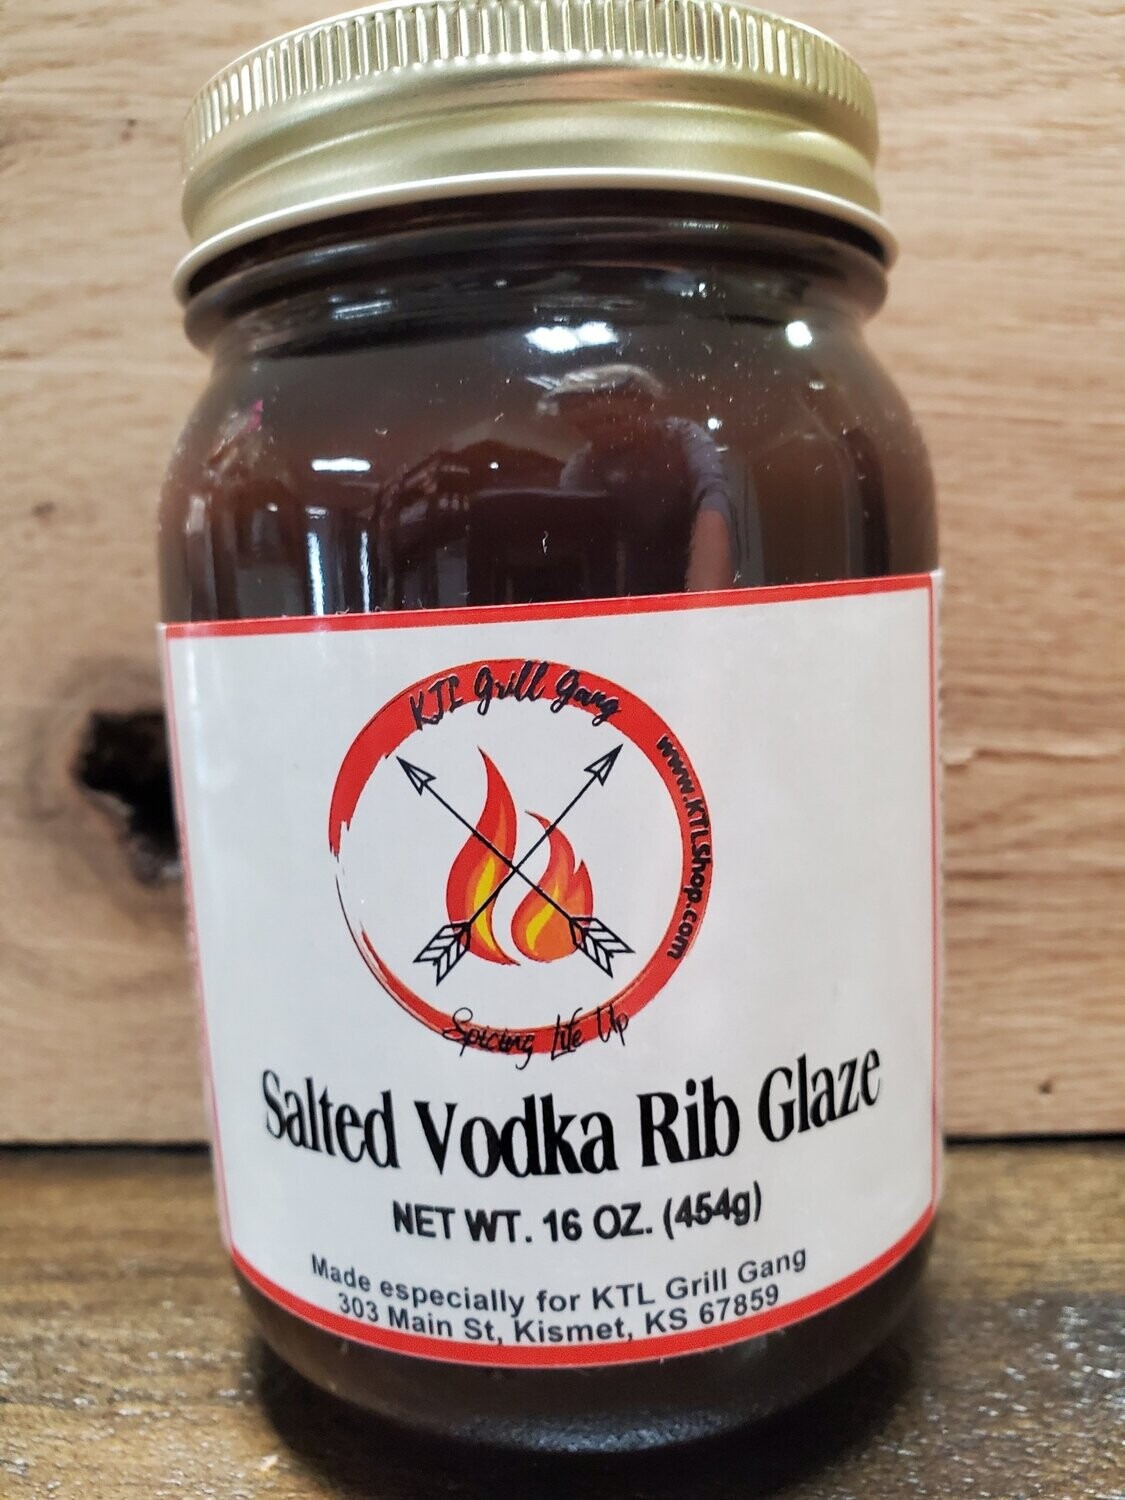 KTL Grill Gang
www.KTLShop.com
Spicing Life Up
Salted Vodka Rib Glaze
NET WT. 16 OZ. (454g)
Made especially for KTL Grill Gang
303 Main St, Kismet, KS 67859